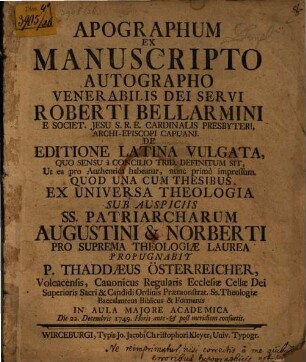 APOGRAPHUM
EX
MANUSCRIPTO
AUTOGRAPHO
VENERABILIS DEI SERVI
ROBERTI BELLARMINI
E SOCIET. JESU S.R.E. CARDINALIS PRESBYTERI,
ARCHI-EPISCOPI CAPUANI.
DE
EDITIONE LATINA VULGATA,
QUO SENSU à CONCILIO TRID. DEFINITUM SIT,
Ut ea pro Authentica habeatur, nunc primò impressum.
QUOD UNA CUM THESIBUS
EX UNIVERSA THEOLOGIA
SUB AUSPICIIS
SS. PATRIARCHARUM
AUGUSTINI & NORBERTI
PRO SUPREMA THEOLOGIÆ LAUREA
PROPUGNABIT
P. THADDÆUS ÖSTERREICHER,
Volcacensis, Canonicus Regularis Ecclesiæ Cellæ Dei
Superioris Sacri & Candidi Ordinis Præmonstrat. Ss. Theologiæ
Baccalaureus Biblicus & Formatus
IN AULA MAJORE ACADEMICA
Die 22. Decembris 1749. Horis ante & post meridiem consuetis.
WIRCEBURGI, Typis Jo. Jacobi Christophori Kleyer, Univ. Typogr.